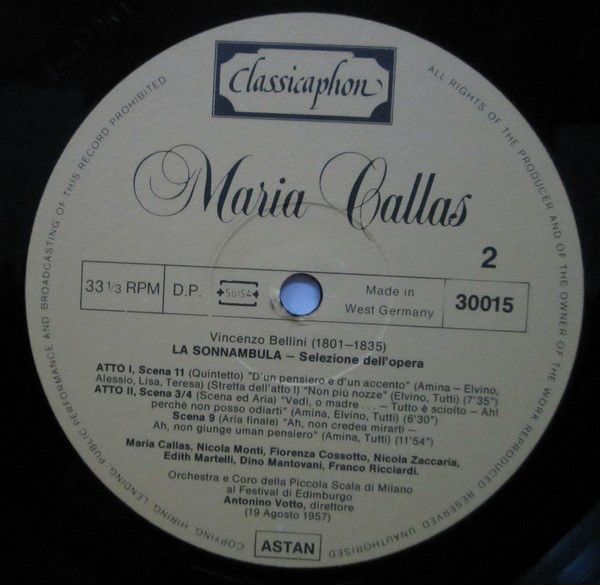 Classicaphon
Maria Callas
2
33 1/3 RPM
D.P.
SUISA
Made in
West Germany
30015
Vincenzo Bellini (1801–1835)
LA SONNAMBULA – Selezione dell'opera
ATTO I, Scena 11 (Quintetto) "D'un pensiero e d'un accento" (Amina – Elvino,
Alessio, Lisa, Teresa) (Stretta dell'atto I) "Non più nozze" (Elvino, Tutti) (7'35")
ATTO II, Scena 3/4 (Scena ed Aria) "Vedi, o madre . . . – Tutto è sciolto – Ah!
perchè non posso odiarti" (Amina, Elvino, Tutti) (6'30")
Scena 9 (Aria finale) "Ah, non credea mirarti –
Ah, non giunge uman pensiero" (Amina, Tutti) (11'54")
Maria Callas, Nicola Monti, Fiorenza Cossotto, Nicola Zaccaria,
Edith Martelli, Dino Mantovani, Franco Ricciardi.
Orchestra e Coro della Piccola Scala di Milano
al Festival di Edimburgo
Antonino Votto, direttore
(19 Agosto 1957)
ASTAN
ALL RIGHTS OF THE PRODUCER AND OF THE OWNER OF THE WORK REPRODUCED RESERVED UNAUTHORISED COPYING, HIRING, LENDING, PUBLIC PERFORMANCE AND BROADCASTING OF THIS RECORD PROHIBITED